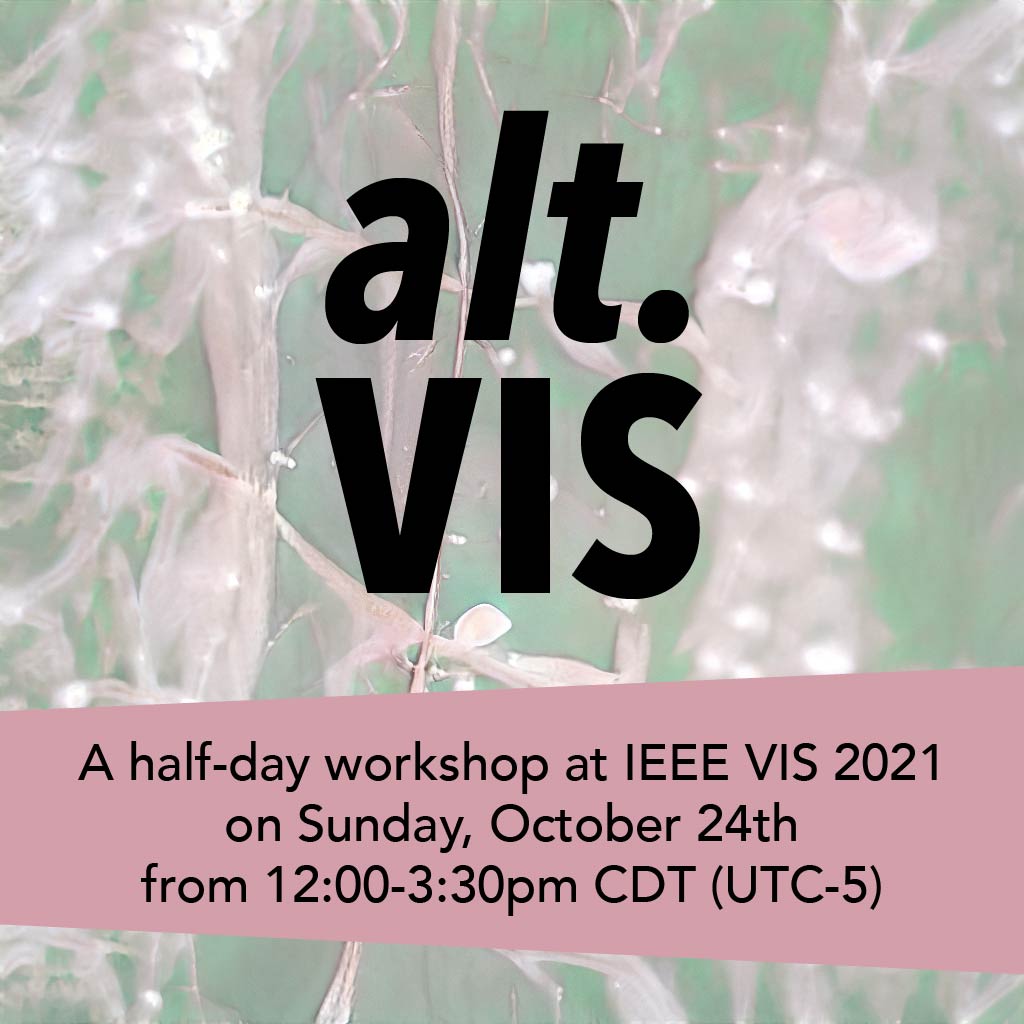 alt.
VIS
A half-day workshop at IEEE VIS 2021
on Sunday, October 24th
from 12:00-3:30pm CDT (UTC-5)